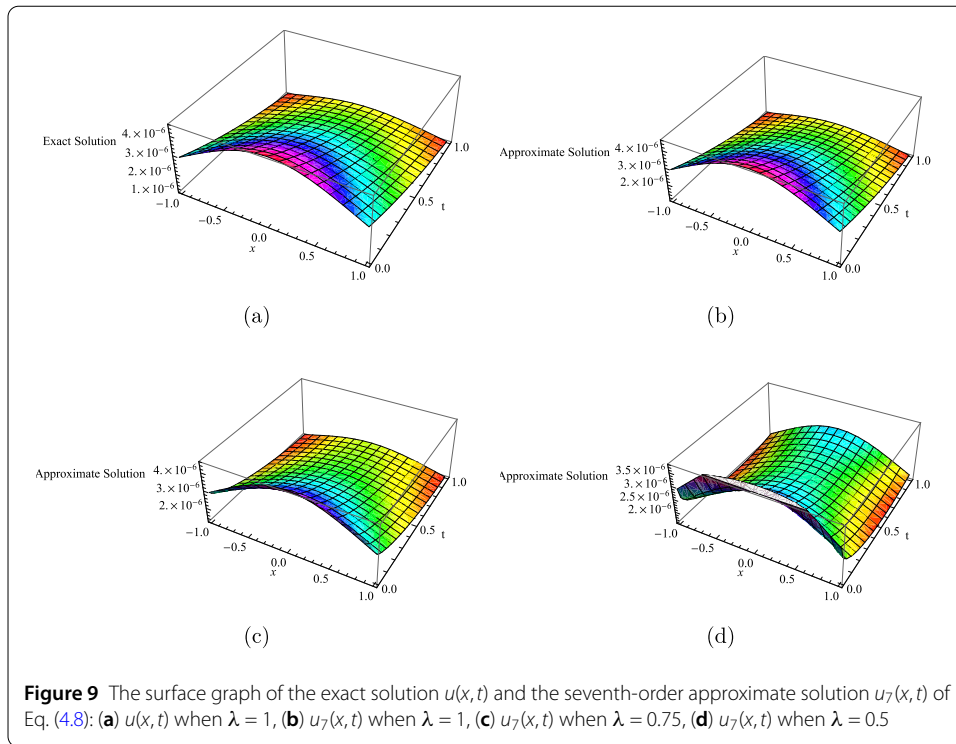 Exact Solution
4.×10⁻⁶
3.×10⁻⁶
2.×10⁻⁶
1.×10⁻⁶
−1.0
−0.5
0.0
x
0.5
1.0
0.0
0.5
t
1.0
(a)
Approximate Solution
4.×10⁻⁶
3.×10⁻⁶
2.×10⁻⁶
−1.0
−0.5
0.0
x
0.5
1.0
0.0
0.5
t
1.0
(b)
Approximate Solution
4.×10⁻⁶
3.×10⁻⁶
2.×10⁻⁶
−1.0
−0.5
0.0
x
0.5
1.0
0.0
0.5
t
1.0
(c)
Approximate Solution
3.5×10⁻⁶
3.×10⁻⁶
2.5×10⁻⁶
2.×10⁻⁶
−1.0
−0.5
0.0
x
0.5
1.0
0.0
0.5
t
1.0
(d)
Figure 9 The surface graph of the exact solution u(x, t) and the seventh-order approximate solution u₇(x, t) of
Eq. (4.8): (a) u(x, t) when λ = 1, (b) u₇(x, t) when λ = 1, (c) u₇(x, t) when λ = 0.75, (d) u₇(x, t) when λ = 0.5